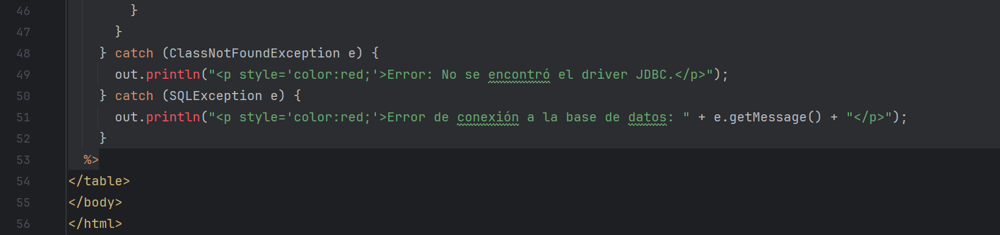 46 }
47 }
48 } catch (ClassNotFoundException e) {
49 out.println("<p style='color:red;'>Error: No se encontró el driver JDBC.</p>");
50 } catch (SQLException e) {
51 out.println("<p style='color:red;'>Error de conexión a la base de datos: " + e.getMessage() + "</p>");
52 }
53 %>
54 </table>
55 </body>
56 </html>